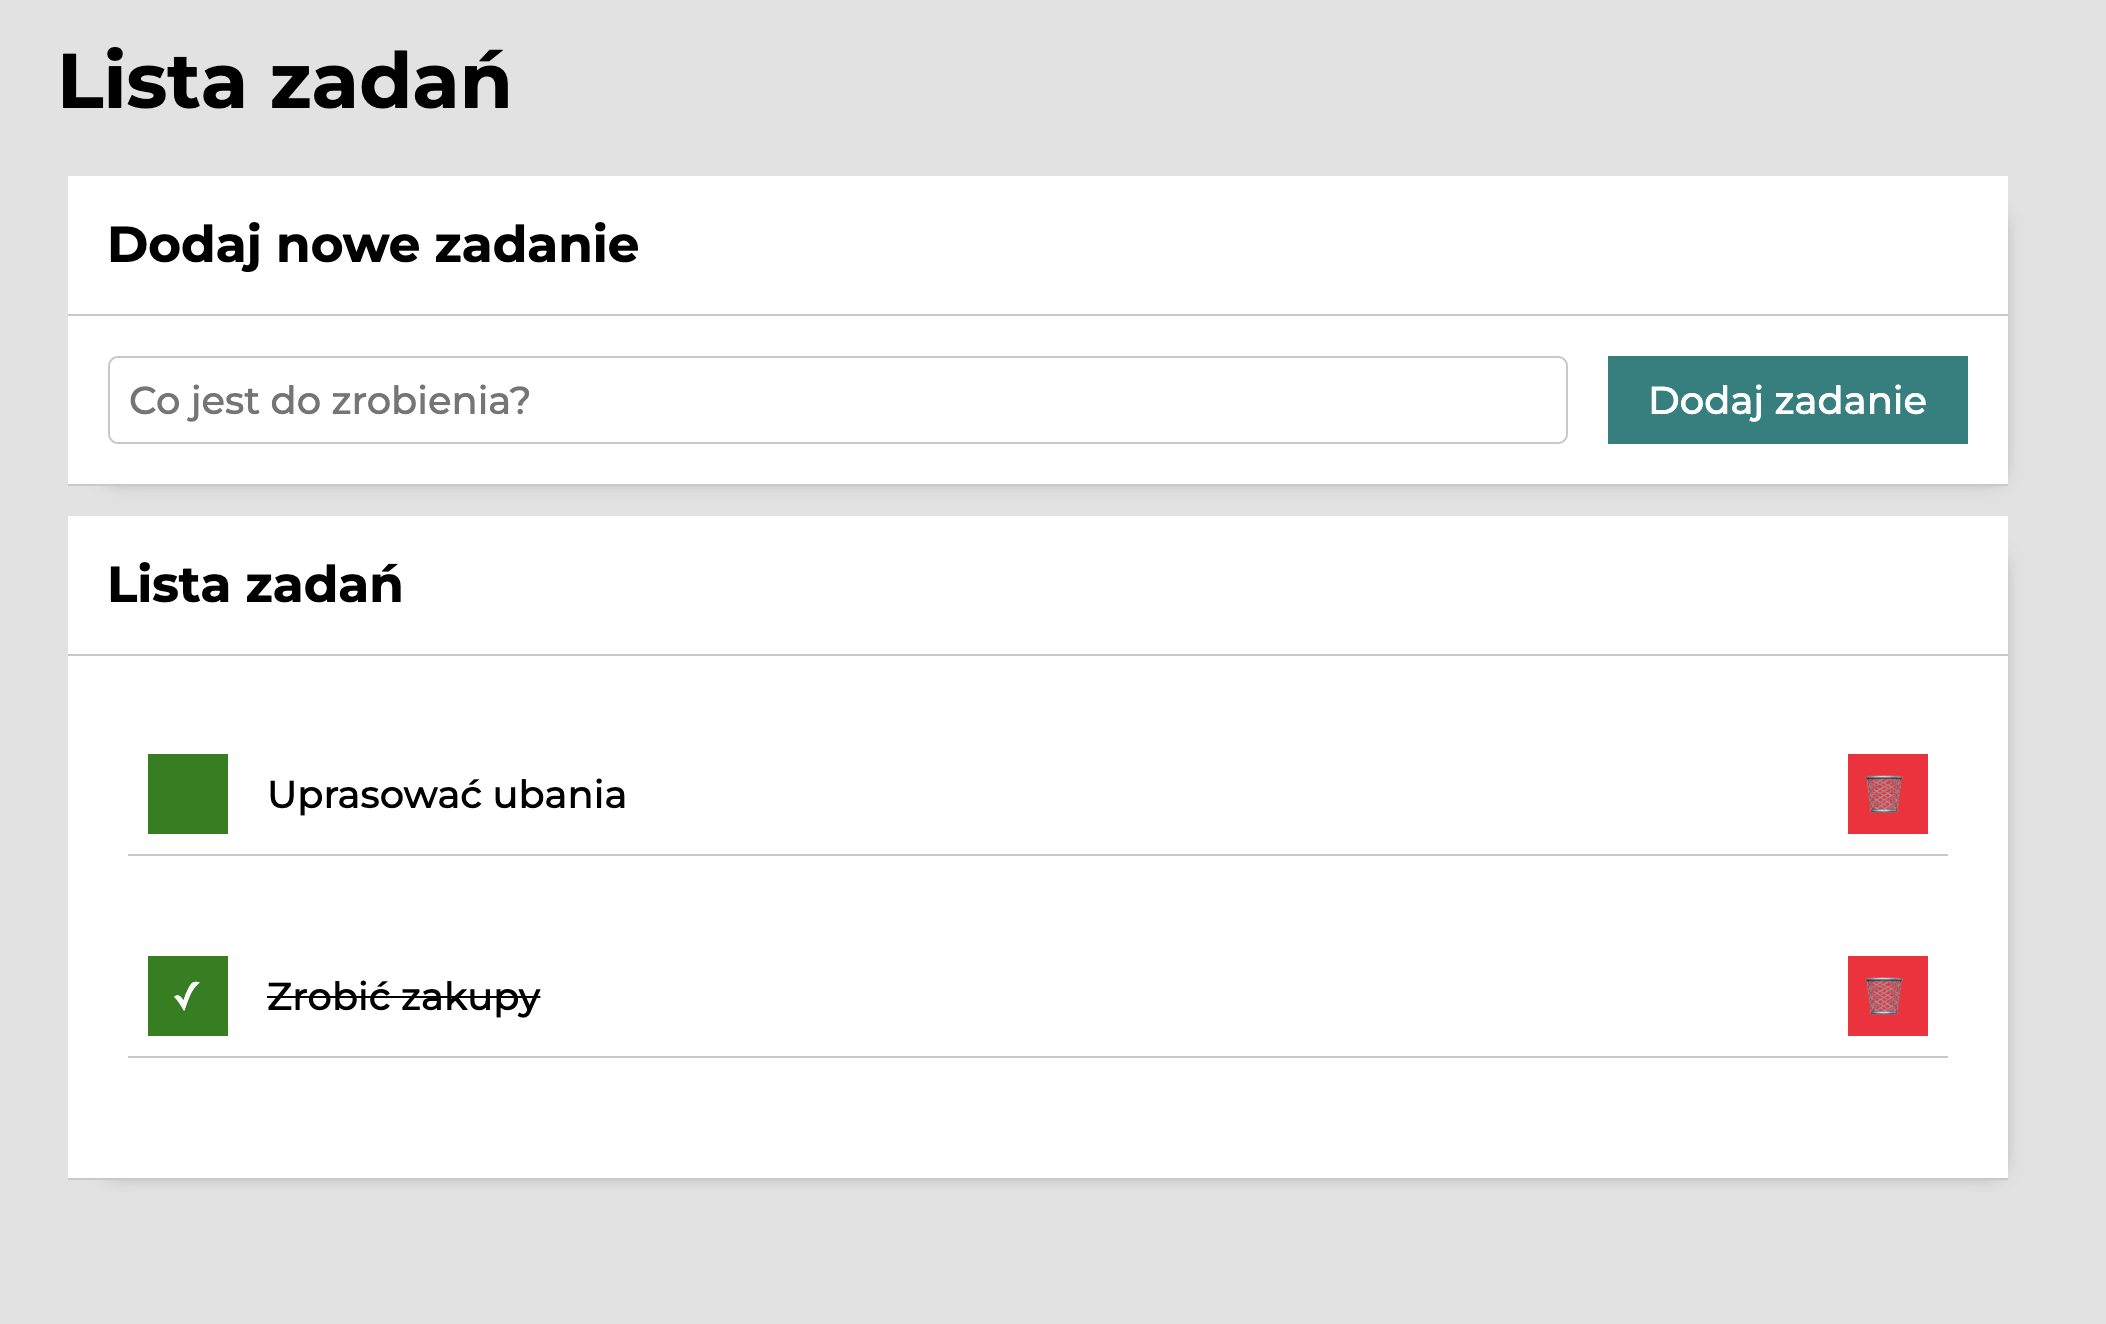 Lista zadań
Dodaj nowe zadanie
Co jest do zrobienia?
Dodaj zadanie
Lista zadań
Uprasować ubania
✓
Zrobić zakupy